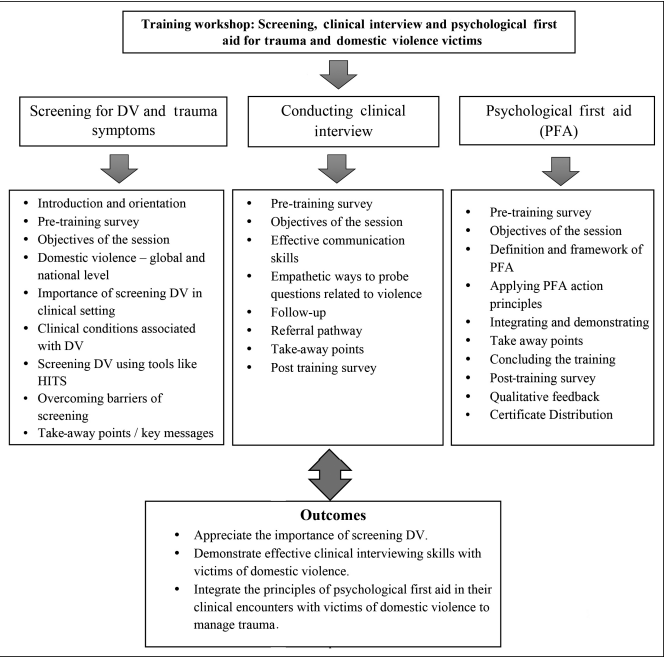 Training workshop: Screening, clinical interview and psychological first
aid for trauma and domestic violence victims
Screening for DV and trauma
symptoms
Conducting clinical
interview
Psychological first aid
(PFA)
• Introduction and orientation
• Pre-training survey
• Objectives of the session
• Domestic violence – global and
national level
• Importance of screening DV in
clinical setting
• Clinical conditions associated
with DV
• Screening DV using tools like
HITS
• Overcoming barriers of
screening
• Take-away points / key messages
• Pre-training survey
• Objectives of the session
• Effective communication
skills
• Empathetic ways to probe
questions related to violence
• Follow-up
• Referral pathway
• Take-away points
• Post training survey
• Pre-training survey
• Objectives of the session
• Definition and framework of
PFA
• Applying PFA action
principles
• Integrating and demonstrating
• Take away points
• Concluding the training
• Post-training survey
• Qualitative feedback
• Certificate Distribution
Outcomes
• Appreciate the importance of screening DV.
• Demonstrate effective clinical interviewing skills with
victims of domestic violence.
• Integrate the principles of psychological first aid in their
clinical encounters with victims of domestic violence to
manage trauma.